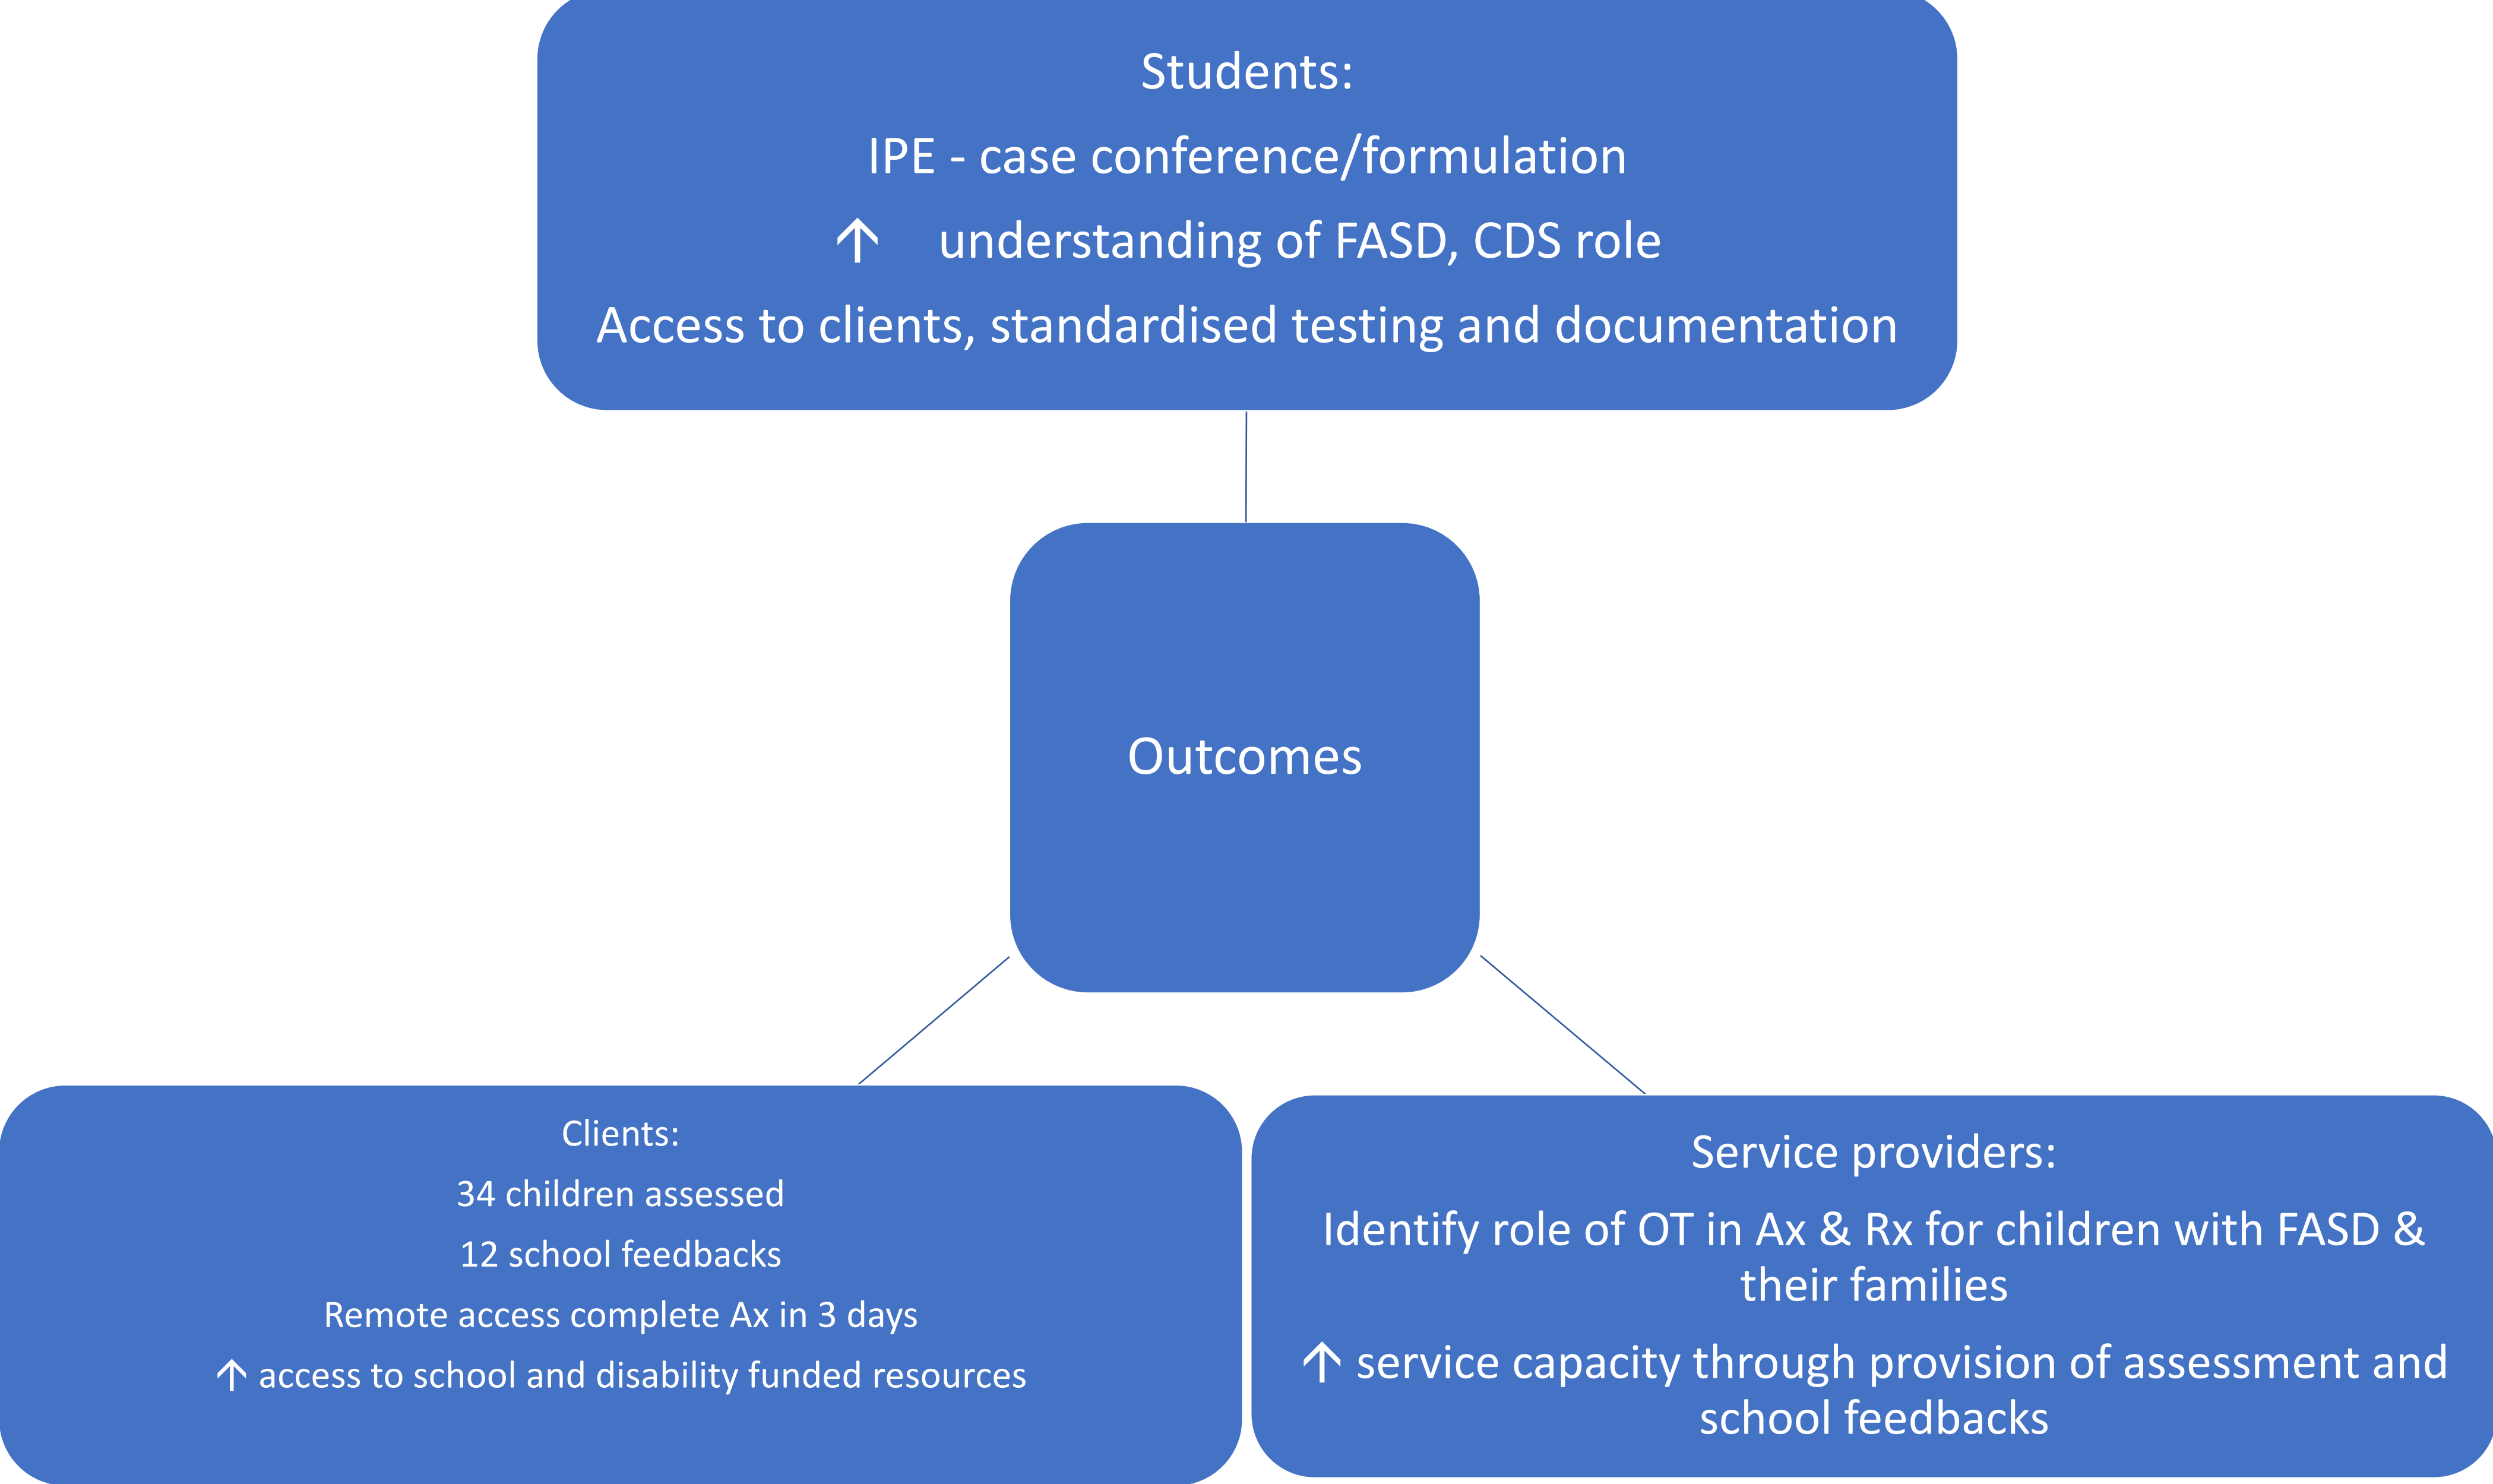 Students:
IPE - case conference/formulation
↑ understanding of FASD, CDS role
Access to clients, standardised testing and documentation
Outcomes
Clients:
34 children assessed
12 school feedbacks
Remote access complete Ax in 3 days
↑ access to school and disability funded resources
Service providers:
Identify role of OT in Ax & Rx for children with FASD &
their families
↑ service capacity through provision of assessment and
school feedbacks